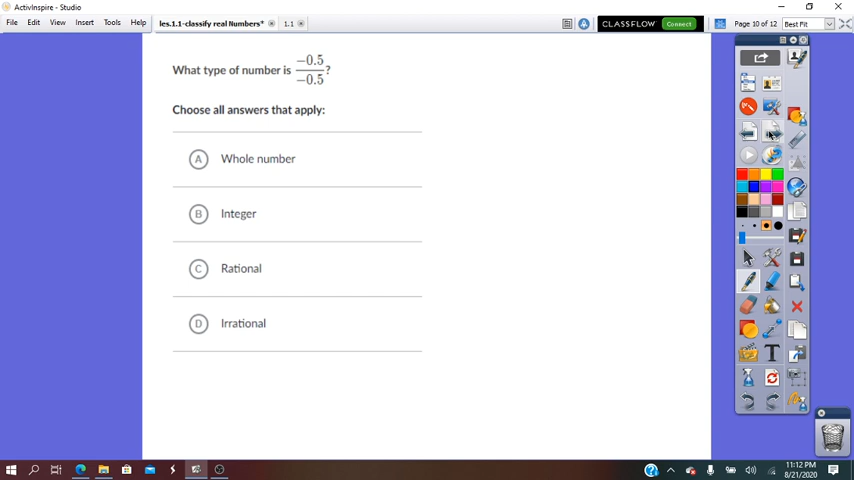 ActivInspire - Studio
File Edit View Insert Tools Help
les.1.1-classify real Numbers*
1.1
CLASSFLOW Connect
Page 10 of 12
Best Fit
What type of number is −0.5/−0.5?
Choose all answers that apply:
A Whole number
B Integer
C Rational
D Irrational
T
11:12 PM
8/21/2020